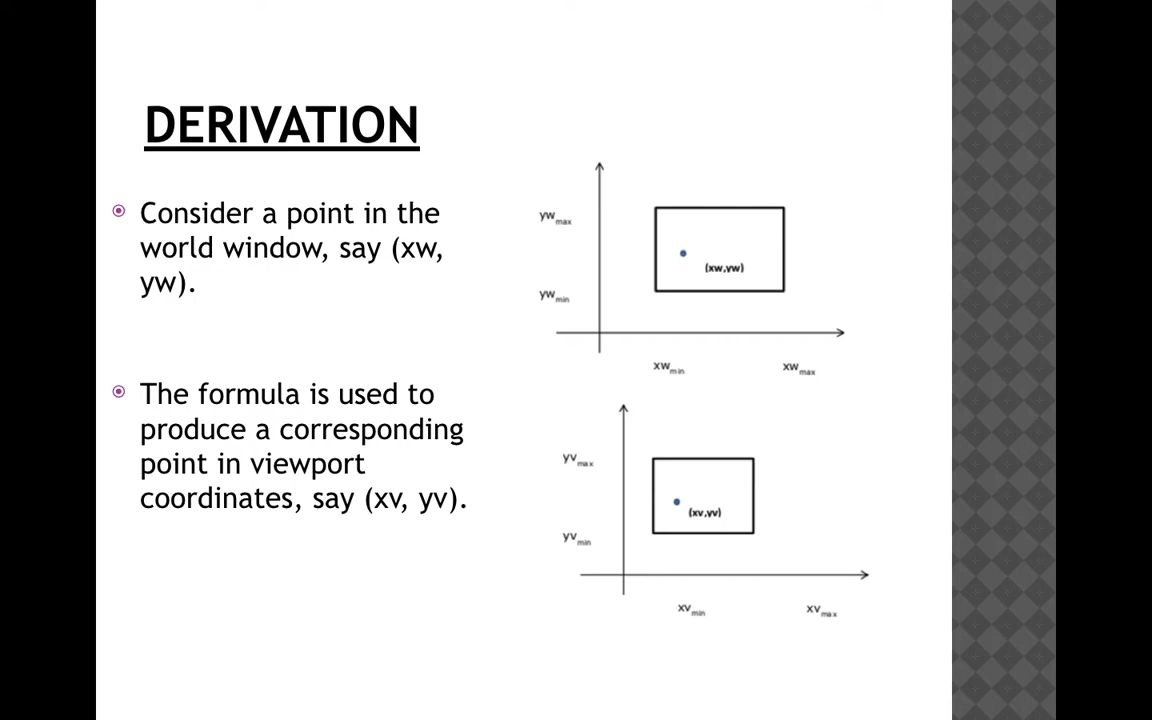 DERIVATION
Consider a point in the
world window, say (xw,
yw).
The formula is used to
produce a corresponding
point in viewport
coordinates, say (xv, yv).
yw max
(xw,yw)
yw min
xw min
xw max
yv max
(xv,yv)
yv min
xv min
xv max